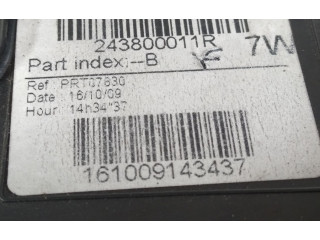 243800011R
Part index:--B
7W
Ref : PRT07830
Date : 16/10/09
Hour : 14h34"37
161009143437